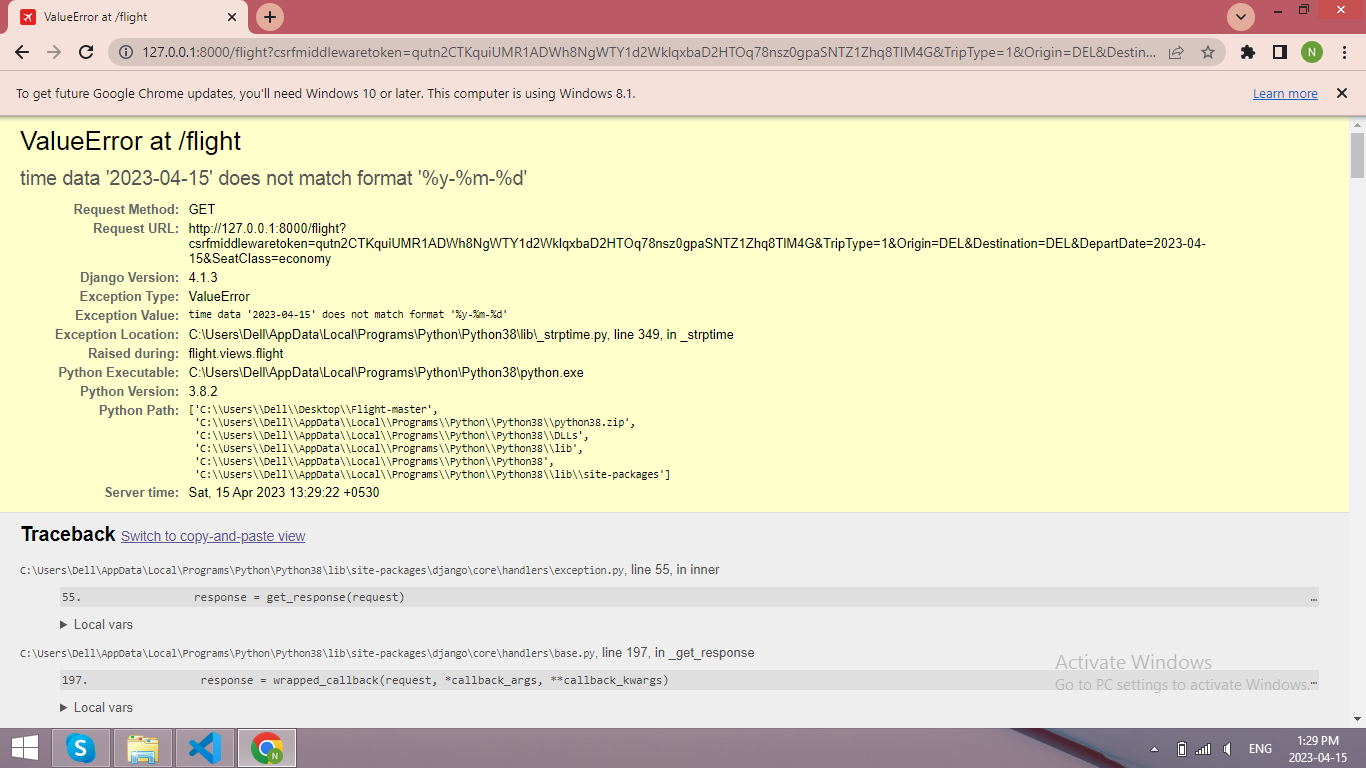 ValueError at /flight
127.0.0.1:8000/flight?csrfmiddlewaretoken=qutn2CTKquiUMR1ADWh8NgWTY1d2WklqxbaD2HTOq78nsz0gpaSNTZ1Zhq8TlM4G&TripType=1&Origin=DEL&Destin...
N
To get future Google Chrome updates, you'll need Windows 10 or later. This computer is using Windows 8.1.
Learn more
ValueError at /flight
time data '2023-04-15' does not match format '%y-%m-%d'
Request Method: GET
Request URL: http://127.0.0.1:8000/flight?
csrfmiddlewaretoken=qutn2CTKquiUMR1ADWh8NgWTY1d2WklqxbaD2HTOq78nsz0gpaSNTZ1Zhq8TlM4G&TripType=1&Origin=DEL&Destination=DEL&DepartDate=2023-04-
15&SeatClass=economy
Django Version: 4.1.3
Exception Type: ValueError
Exception Value: time data '2023-04-15' does not match format '%y-%m-%d'
Exception Location: C:\Users\Dell\AppData\Local\Programs\Python\Python38\lib\_strptime.py, line 349, in _strptime
Raised during: flight.views.flight
Python Executable: C:\Users\Dell\AppData\Local\Programs\Python\Python38\python.exe
Python Version: 3.8.2
Python Path: ['C:\\Users\\Dell\\Desktop\\Flight-master',
'C:\\Users\\Dell\\AppData\\Local\\Programs\\Python\\Python38\\python38.zip',
'C:\\Users\\Dell\\AppData\\Local\\Programs\\Python\\Python38\\DLLs',
'C:\\Users\\Dell\\AppData\\Local\\Programs\\Python\\Python38\\lib',
'C:\\Users\\Dell\\AppData\\Local\\Programs\\Python\\Python38',
'C:\\Users\\Dell\\AppData\\Local\\Programs\\Python\\Python38\\lib\\site-packages']
Server time: Sat, 15 Apr 2023 13:29:22 +0530
Traceback Switch to copy-and-paste view
C:\Users\Dell\AppData\Local\Programs\Python\Python38\lib\site-packages\django\core\handlers\exception.py, line 55, in inner
55. response = get_response(request) …
Local vars
C:\Users\Dell\AppData\Local\Programs\Python\Python38\lib\site-packages\django\core\handlers\base.py, line 197, in _get_response
197. response = wrapped_callback(request, *callback_args, **callback_kwargs) …
Local vars
Activate Windows
Go to PC settings to activate Windows.
S
N
ENG
1:29 PM
2023-04-15